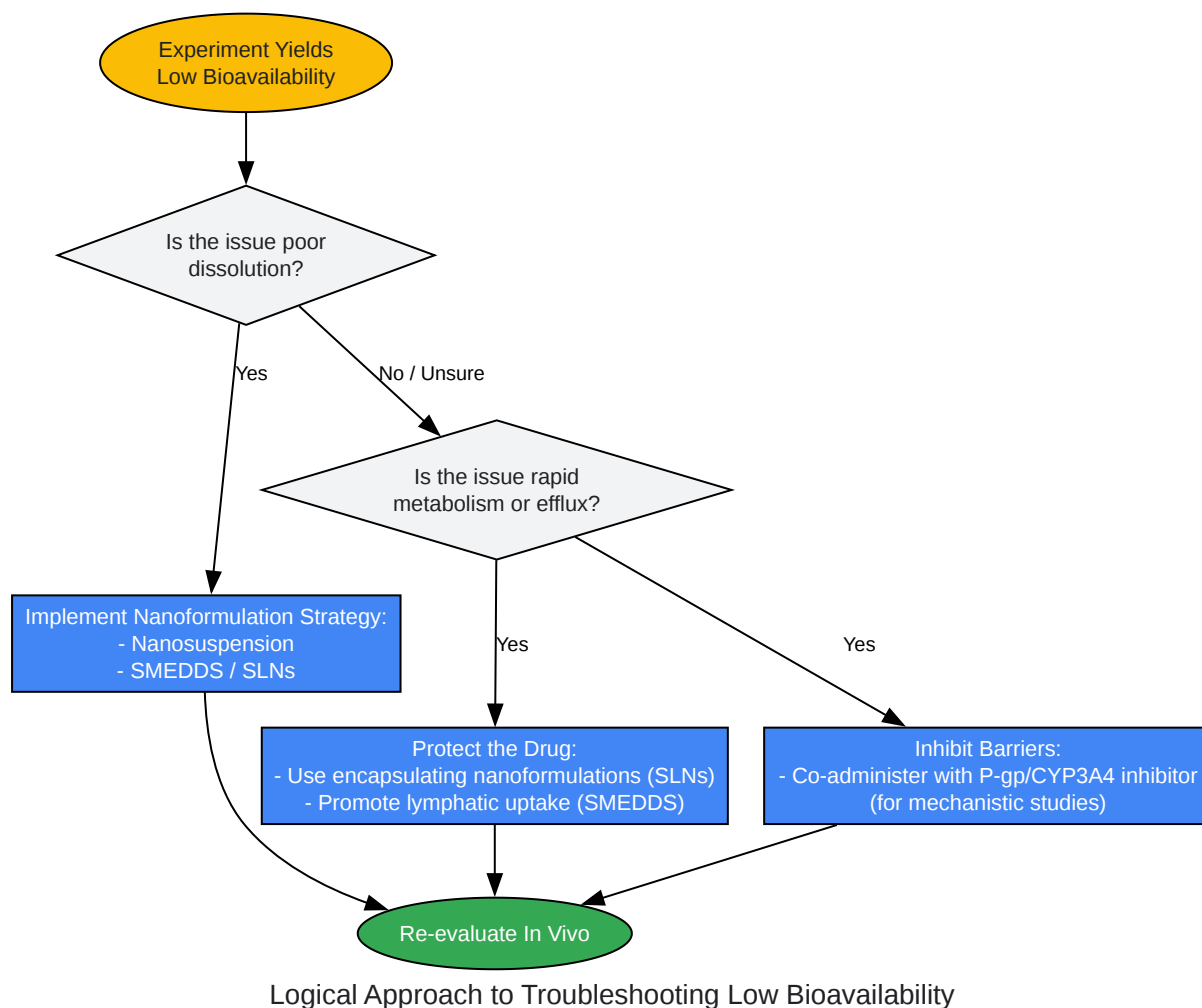 Experiment Yields
Low Bioavailability
Is the issue poor
dissolution?
Yes
No / Unsure
Is the issue rapid
metabolism or efflux?
Implement Nanoformulation Strategy:
- Nanosuspension
- SMEDDS / SLNs
Yes
Yes
Protect the Drug:
- Use encapsulating nanoformulations (SLNs)
- Promote lymphatic uptake (SMEDDS)
Inhibit Barriers:
- Co-administer with P-gp/CYP3A4 inhibitor
(for mechanistic studies)
Re-evaluate In Vivo
Logical Approach to Troubleshooting Low Bioavailability